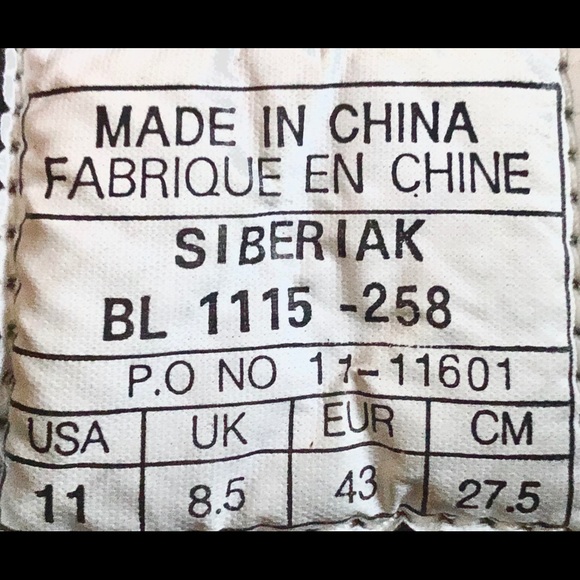 MADE IN CHINA
FABRIQUE EN CHINE
SIBERIAK
BL 1115 -258
P.O NO 11-11601
USA UK EUR CM
11 8.5 43 27.5